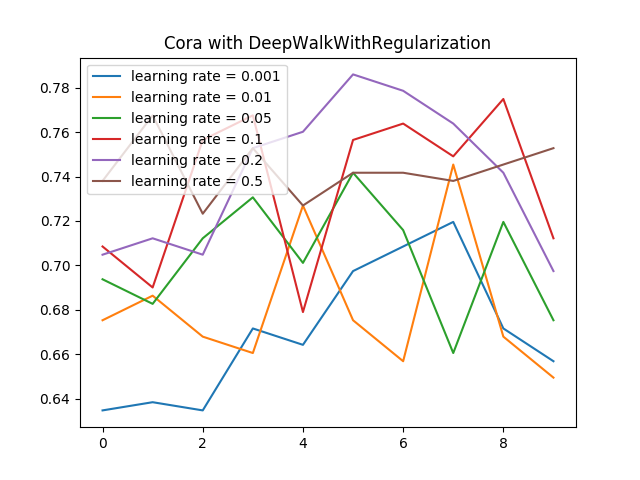 Cora with DeepWalkWithRegularization
learning rate = 0.001
learning rate = 0.01
learning rate = 0.05
learning rate = 0.1
learning rate = 0.2
learning rate = 0.5
0.78
0.76
0.74
0.72
0.70
0.68
0.66
0.64
0 2 4 6 8